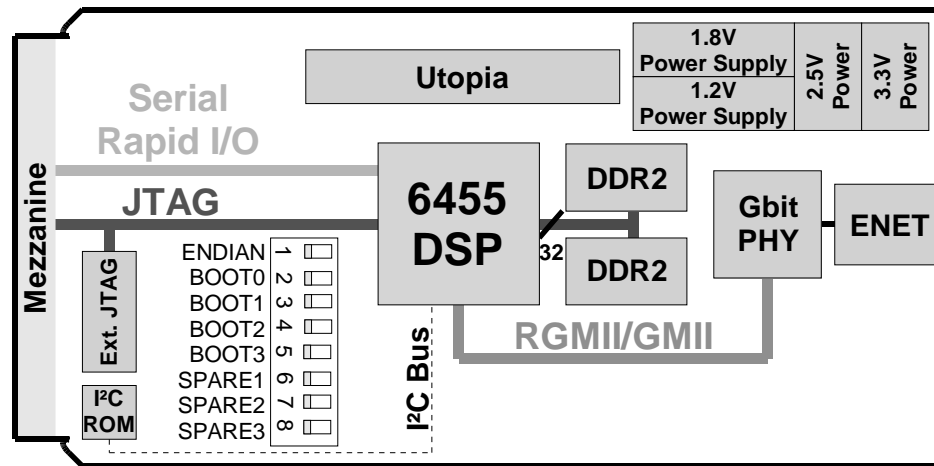 1.8V
Power Supply
1.2V
Power Supply
2.5V
Power
3.3V
Power
Utopia
Serial
Rapid I/O
Mezzanine
JTAG
6455
DSP
DDR2
32
DDR2
Gbit
PHY
ENET
Ext. JTAG
ENDIAN 1
BOOT0 2
BOOT1 3
BOOT2 4
BOOT3 5
SPARE1 6
SPARE2 7
SPARE3 8
I²C Bus
RGMII/GMII
I²C
ROM